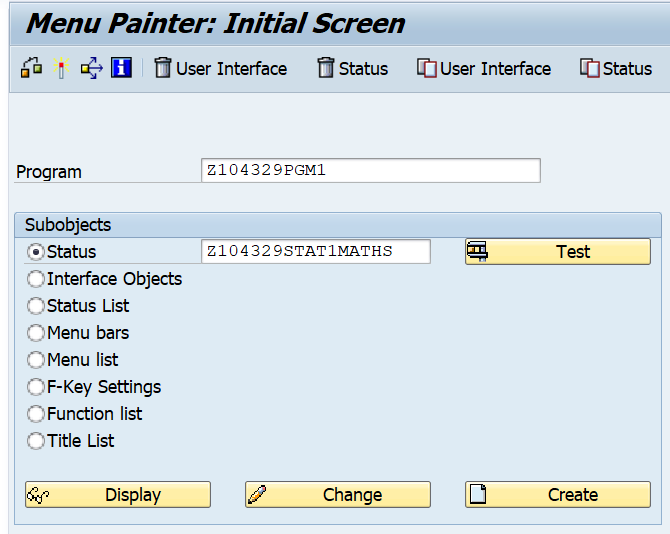 Menu Painter: Initial Screen
User Interface Status User Interface Status
Program Z104329PGM1
Subobjects
Status Z104329STAT1MATHS Test
Interface Objects
Status List
Menu bars
Menu list
F-Key Settings
Function list
Title List
Display Change Create